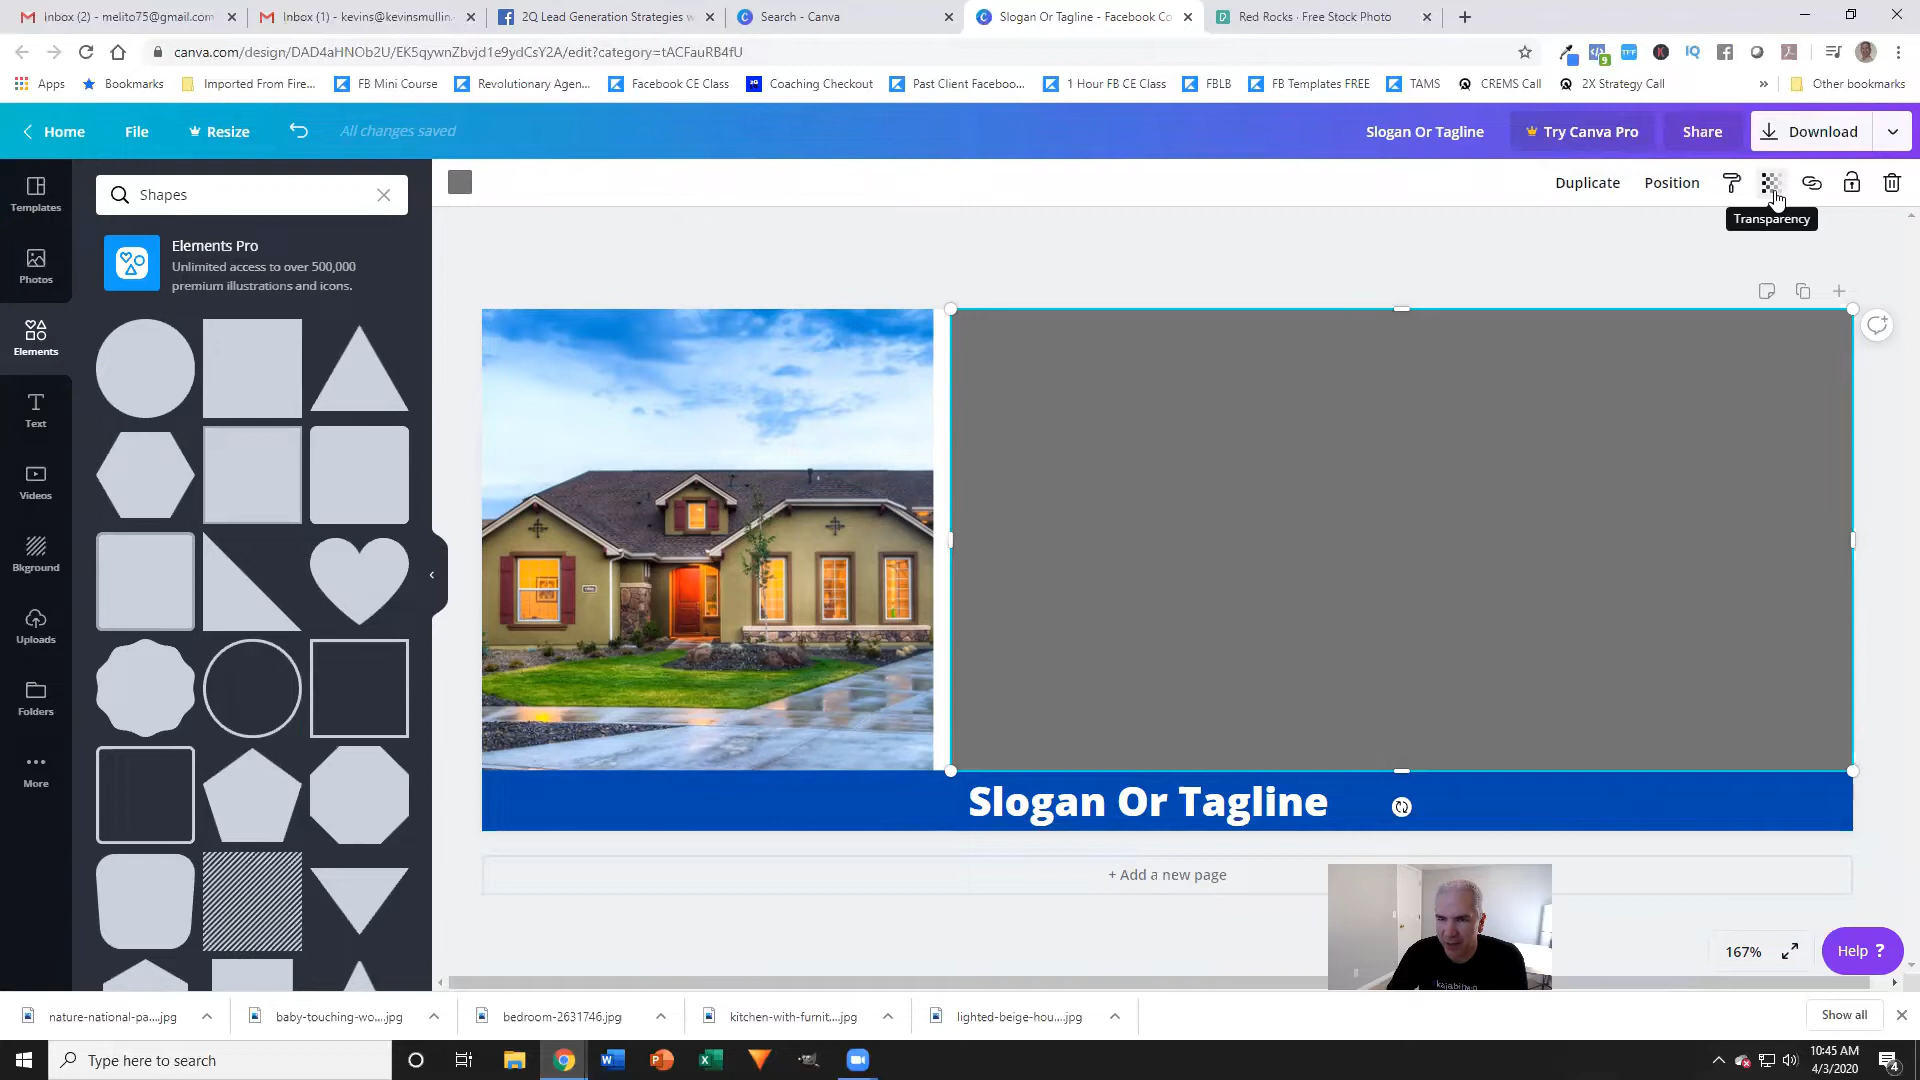 Inbox (2) - melito75@gmail.com
Inbox (1) - kevins@kevinsmullin.
2Q Lead Generation Strategies w
Search - Canva
Slogan Or Tagline - Facebook Co
Red Rocks · Free Stock Photo
canva.com/design/DAD4aHNOb2U/EK5qywnZbvjd1e9ydCsY2A/edit?category=tACFauRB4fU
Apps
Bookmarks
Imported From Fire...
FB Mini Course
Revolutionary Agen...
Facebook CE Class
Coaching Checkout
Past Client Faceboo...
1 Hour FB CE Class
FBLB
FB Templates FREE
TAMS
CREMS Call
2X Strategy Call
»
Other bookmarks
Home
File
Resize
All changes saved
Slogan Or Tagline
Try Canva Pro
Share
Download
Templates
Photos
Elements
Text
Videos
Bkground
Uploads
Folders
More
Shapes
Elements Pro
Unlimited access to over 500,000
premium illustrations and icons.
Duplicate
Position
Transparency
Slogan Or Tagline
+ Add a new page
167%
Help ?
nature-national-pa....jpg
baby-touching-wo....jpg
bedroom-2631746.jpg
kitchen-with-furnit....jpg
lighted-beige-hou....jpg
Show all
Type here to search
10:45 AM
4/3/2020
4